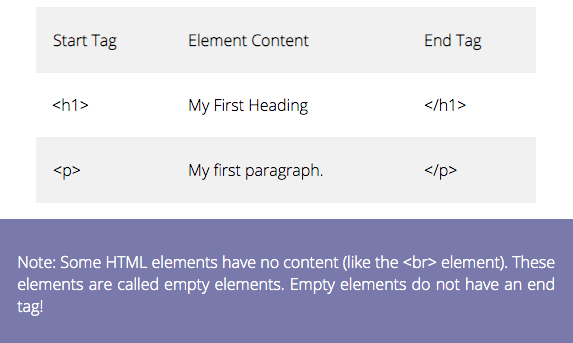 Start Tag Element Content End Tag
<h1> My First Heading </h1>
<p> My first paragraph. </p>
Note: Some HTML elements have no content (like the <br> element). These
elements are called empty elements. Empty elements do not have an end
tag!